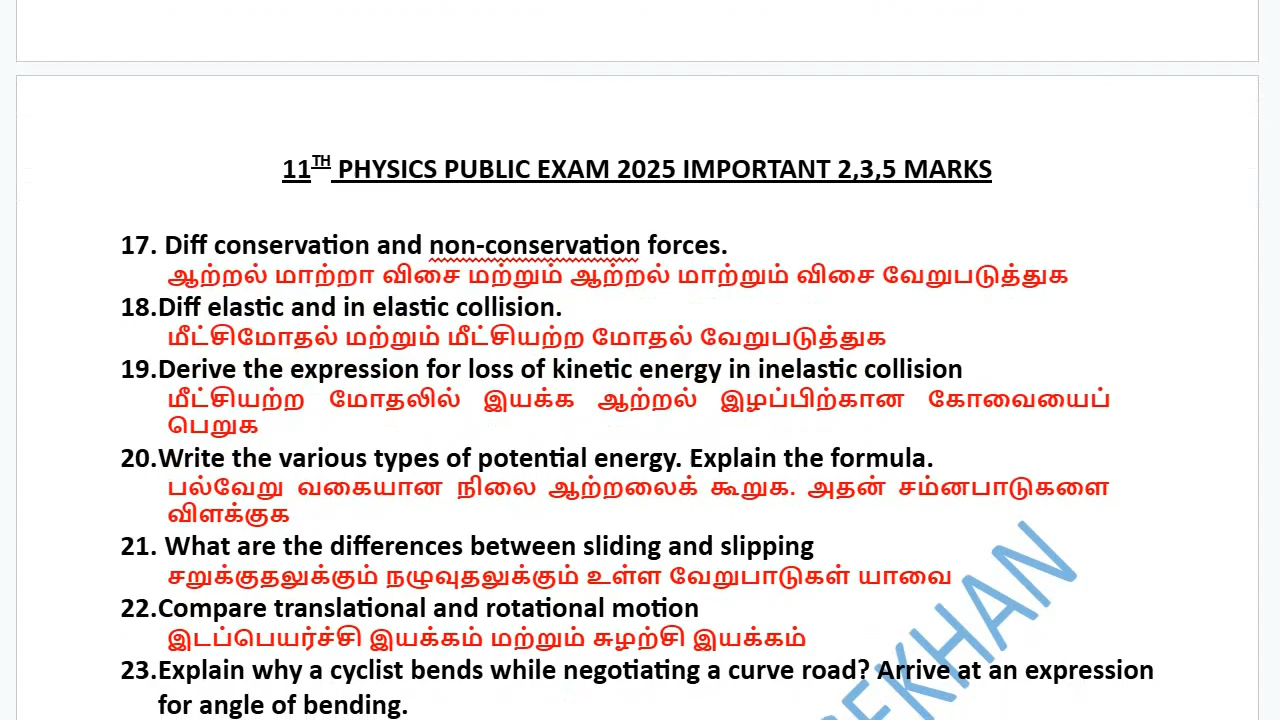 11TH PHYSICS PUBLIC EXAM 2025 IMPORTANT 2,3,5 MARKS
17. Diff conservation and non-conservation forces.
ஆற்றல் மாற்றா விசை மற்றும் ஆற்றல் மாற்றும் விசை வேறுபடுத்துக
18.Diff elastic and in elastic collision.
மீட்சிமோதல் மற்றும் மீட்சியற்ற மோதல் வேறுபடுத்துக
19.Derive the expression for loss of kinetic energy in inelastic collision
மீட்சியற்ற மோதலில் இயக்க ஆற்றல் இழப்பிற்கான கோவையைப்
பெறுக
20.Write the various types of potential energy. Explain the formula.
பல்வேறு வகையான நிலை ஆற்றலைக் கூறுக. அதன் சம்னபாடுகளை
விளக்குக
21. What are the differences between sliding and slipping
சறுக்குதலுக்கும் நழுவுதலுக்கும் உள்ள வேறுபாடுகள் யாவை
22.Compare translational and rotational motion
இடப்பெயர்ச்சி இயக்கம் மற்றும் சுழற்சி இயக்கம்
23.Explain why a cyclist bends while negotiating a curve road? Arrive at an expression
for angle of bending.